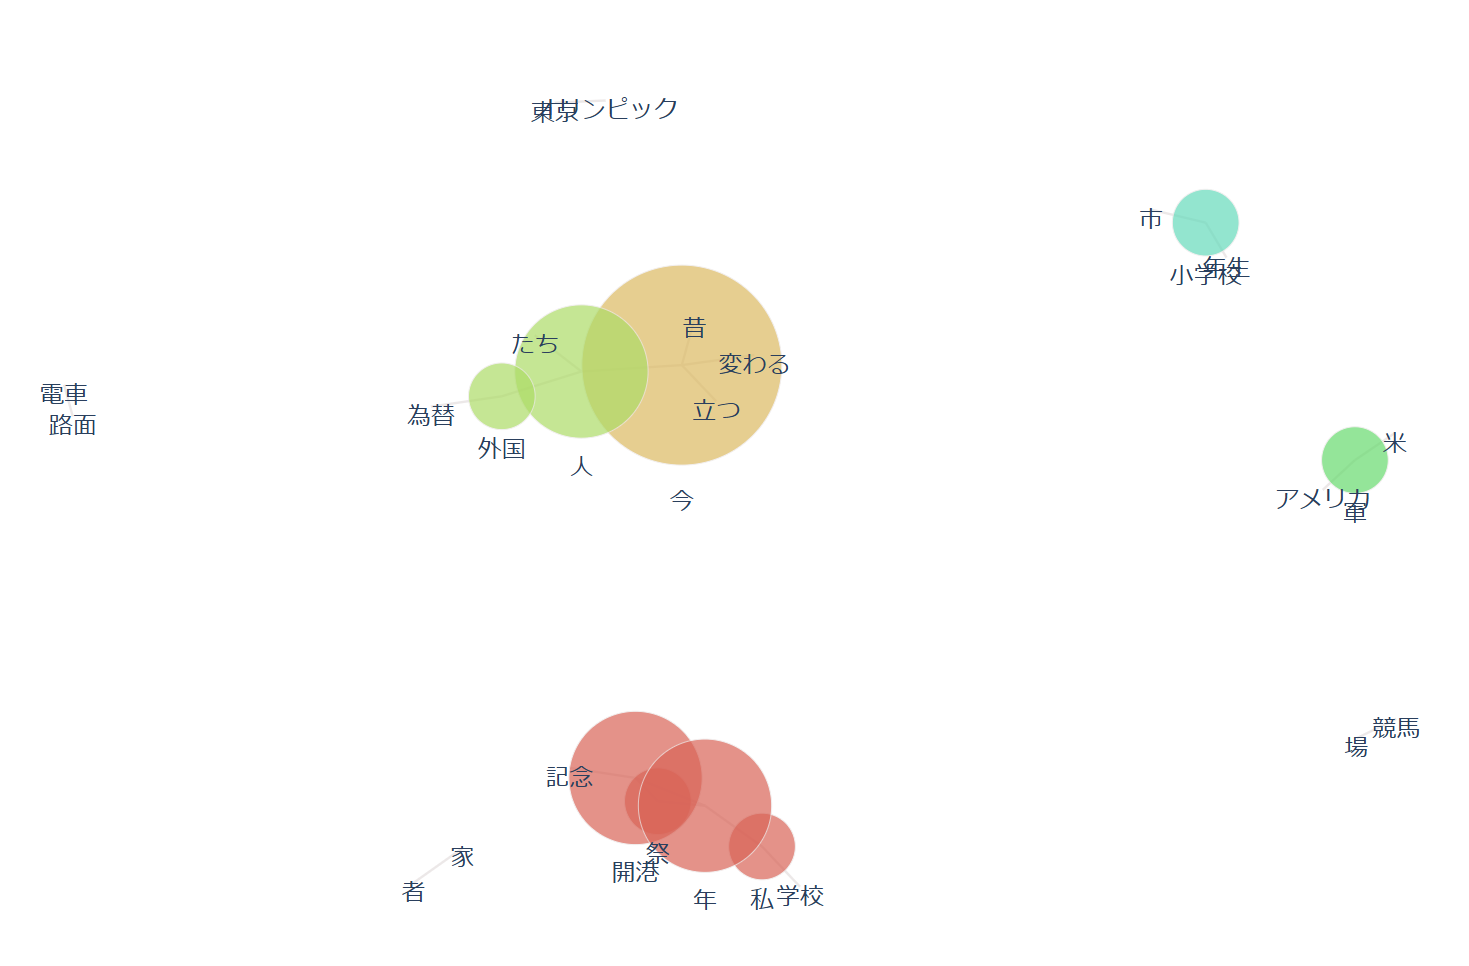 東京
オリンピック
市
年生
小学校
昔
たち
変わる
電車
立つ
為替
路面
米
外国
人
今
アメリカ
軍
競馬
場
記念
祭
家
開港
者
年
私
学校